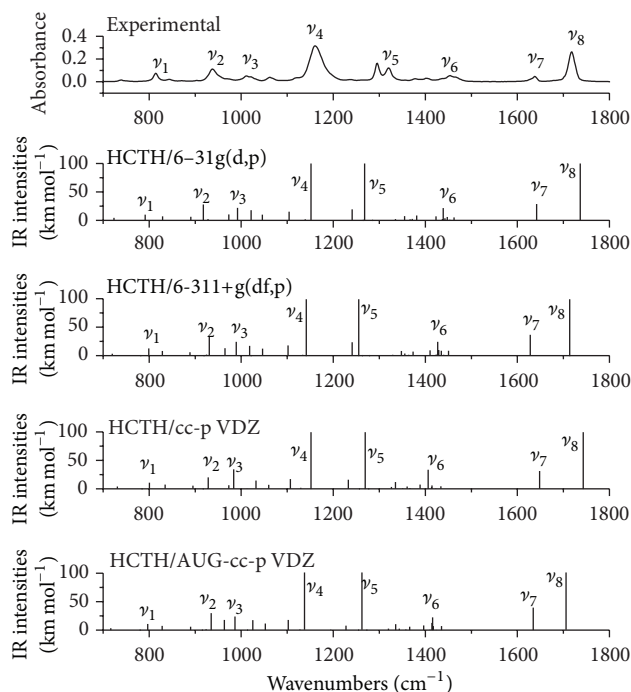 Experimental
Absorbance
0.4
0.2
0.0
ν1
ν2
ν3
ν4
ν5
ν6
ν7
ν8
800 1000 1200 1400 1600 1800
HCTH/6–31g(d,p)
IR intensities
(km mol−1)
100
50
0
ν1
ν2
ν3
ν4
ν5
ν6
ν7
ν8
800 1000 1200 1400 1600 1800
HCTH/6-311+g(df,p)
IR intensities
(km mol−1)
100
50
0
ν1
ν2
ν3
ν4
ν5
ν6
ν7
ν8
800 1000 1200 1400 1600 1800
HCTH/cc-p VDZ
IR intensities
(km mol−1)
100
50
0
ν1
ν2
ν3
ν4
ν5
ν6
ν7
ν8
800 1000 1200 1400 1600 1800
HCTH/AUG-cc-p VDZ
IR intensities
(km mol−1)
100
50
0
ν1
ν2
ν3
ν4
ν5
ν6
ν7
ν8
800 1000 1200 1400 1600 1800
Wavenumbers (cm−1)